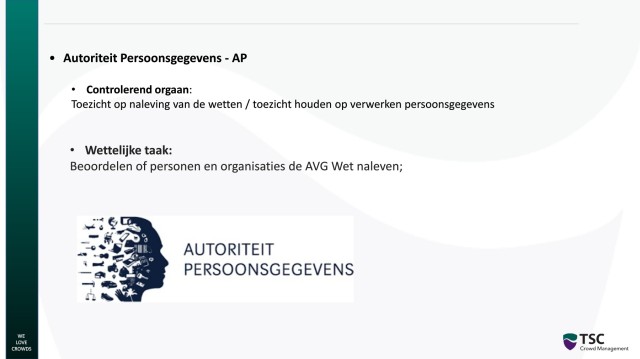 • Autoriteit Persoonsgegevens - AP
• Controlerend orgaan:
Toezicht op naleving van de wetten / toezicht houden op verwerken persoonsgegevens
• Wettelijke taak:
Beoordelen of personen en organisaties de AVG Wet naleven;
AUTORITEIT
PERSOONSGEGEVENS
WE
LOVE
CROWDS
TSC
Crowd Management